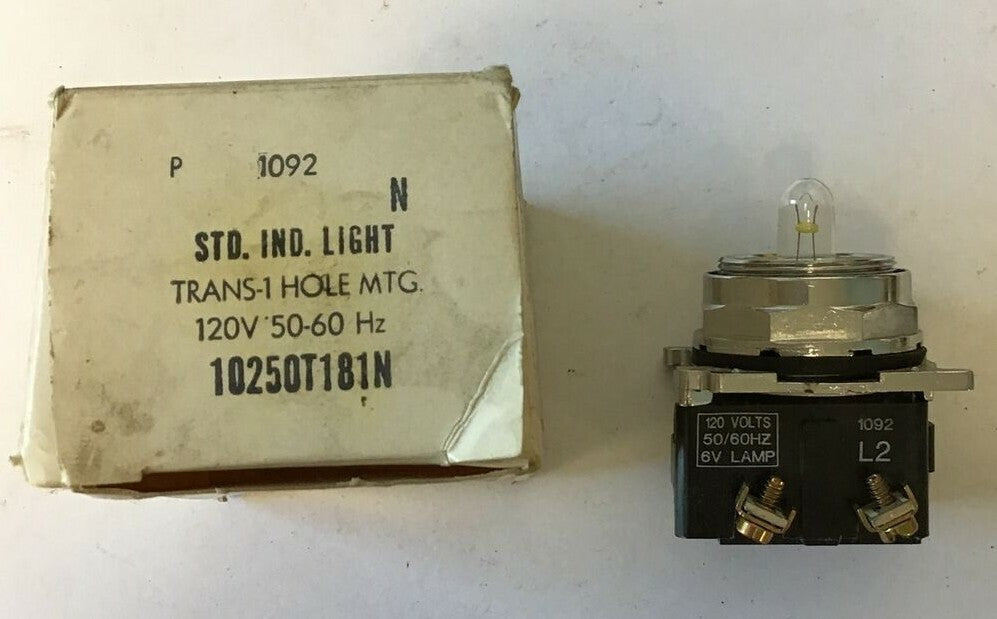 P 1092
N
STD. IND. LIGHT
TRANS-1 HOLE MTG.
120V 50-60 Hz
10250T181N
120 VOLTS
50/60HZ
6V LAMP
1092
L2